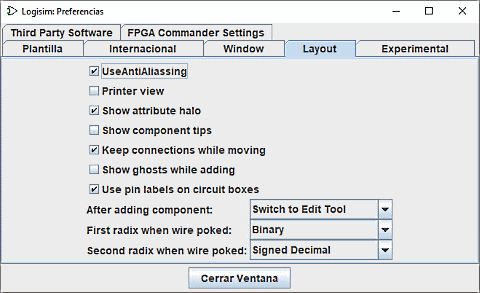 Logisim: Preferencias
Third Party Software FPGA Commander Settings
Plantilla Internacional Window Layout Experimental
UseAntiAliassing
Printer view
Show attribute halo
Show component tips
Keep connections while moving
Show ghosts while adding
Use pin labels on circuit boxes
After adding component: Switch to Edit Tool
First radix when wire poked: Binary
Second radix when wire poked: Signed Decimal
Cerrar Ventana